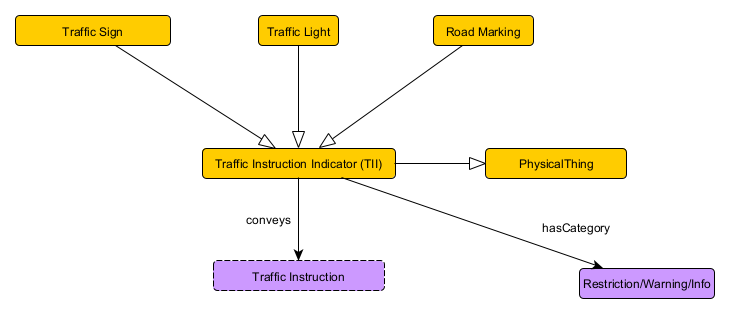 Traffic Sign
Traffic Light
Road Marking
Traffic Instruction Indicator (TII)
PhysicalThing
conveys
hasCategory
Traffic Instruction
Restriction/Warning/Info